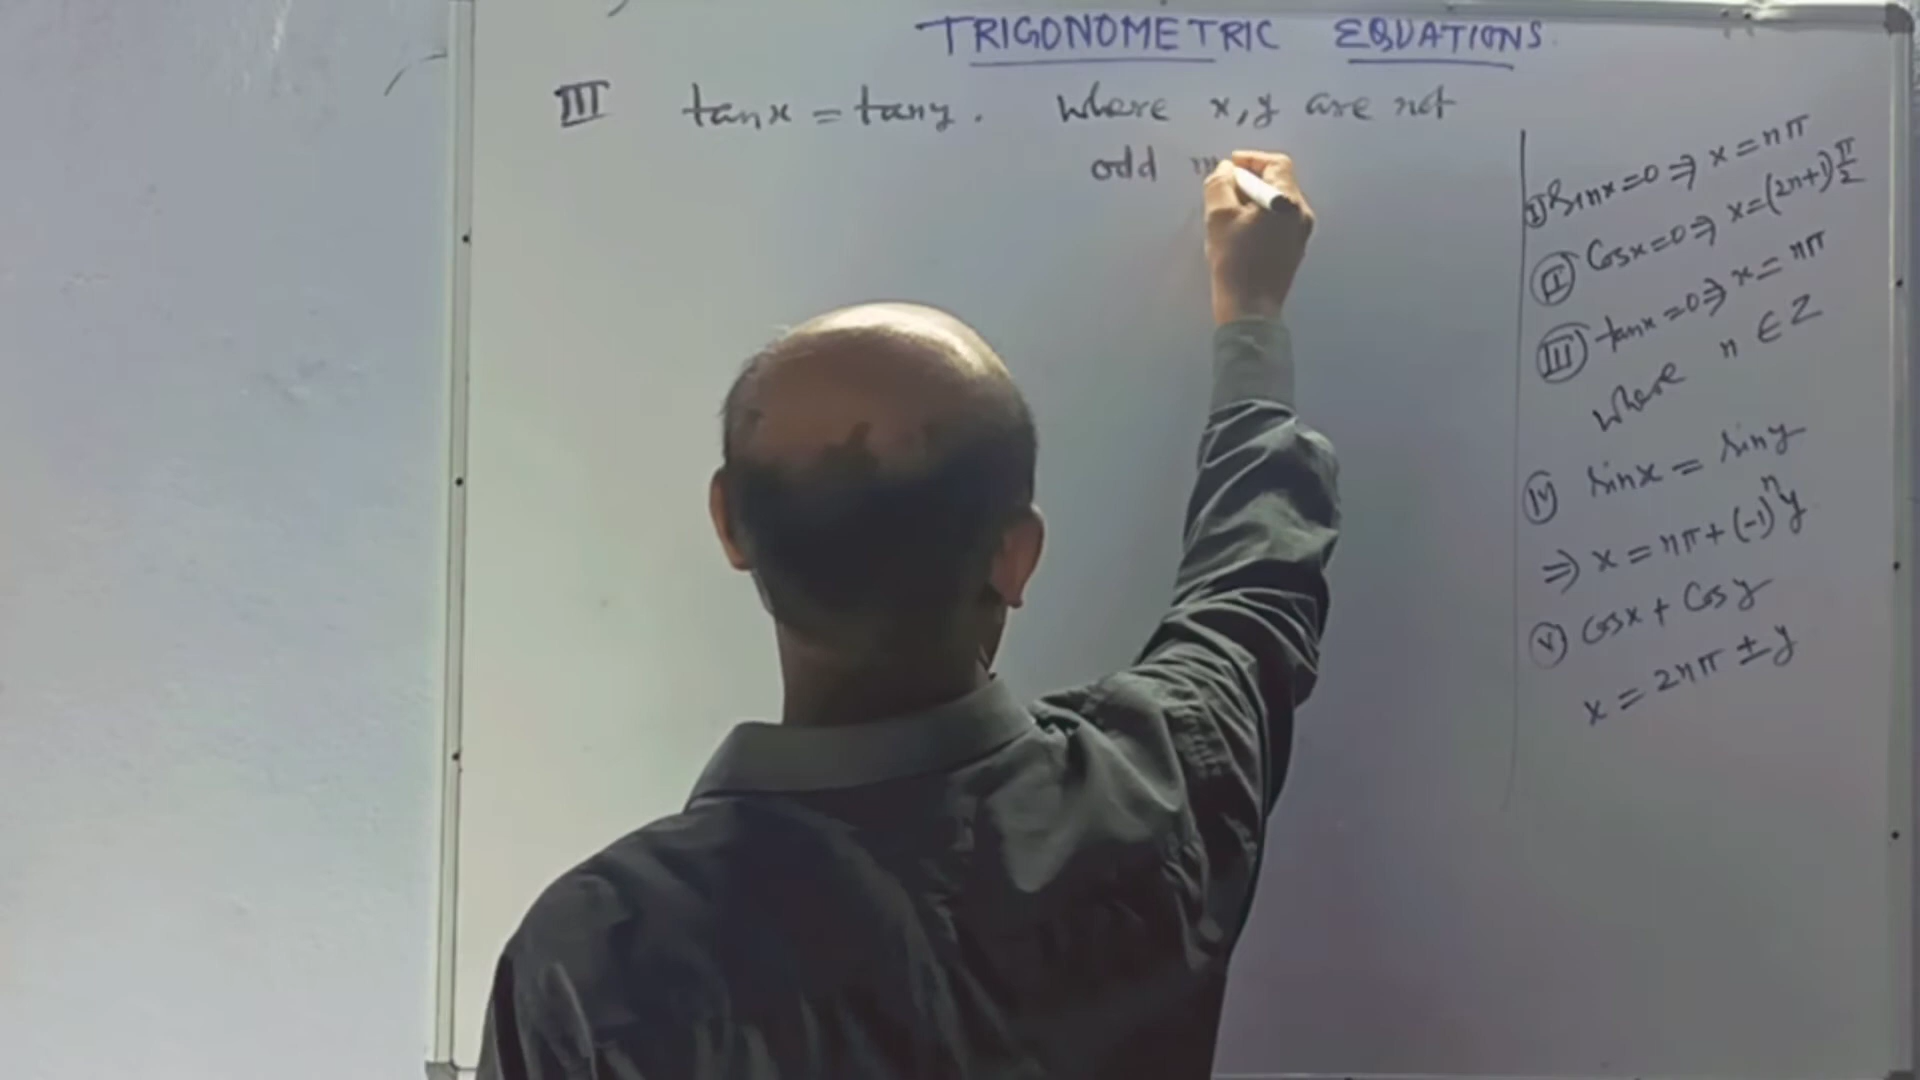 TRIGONOMETRIC EQUATIONS
III tanx = tany. where x, y are not
odd
I) sinx=0 ⇒ x = nπ
II Cosx=0 ⇒ x=(2n+1)π/2
III tanx=0 ⇒ x = nπ
where n ∈ Z
IV sinx = siny
⇒ x = nπ + (-1)ⁿy
V Cosx + Cosy
x = 2nπ ± y